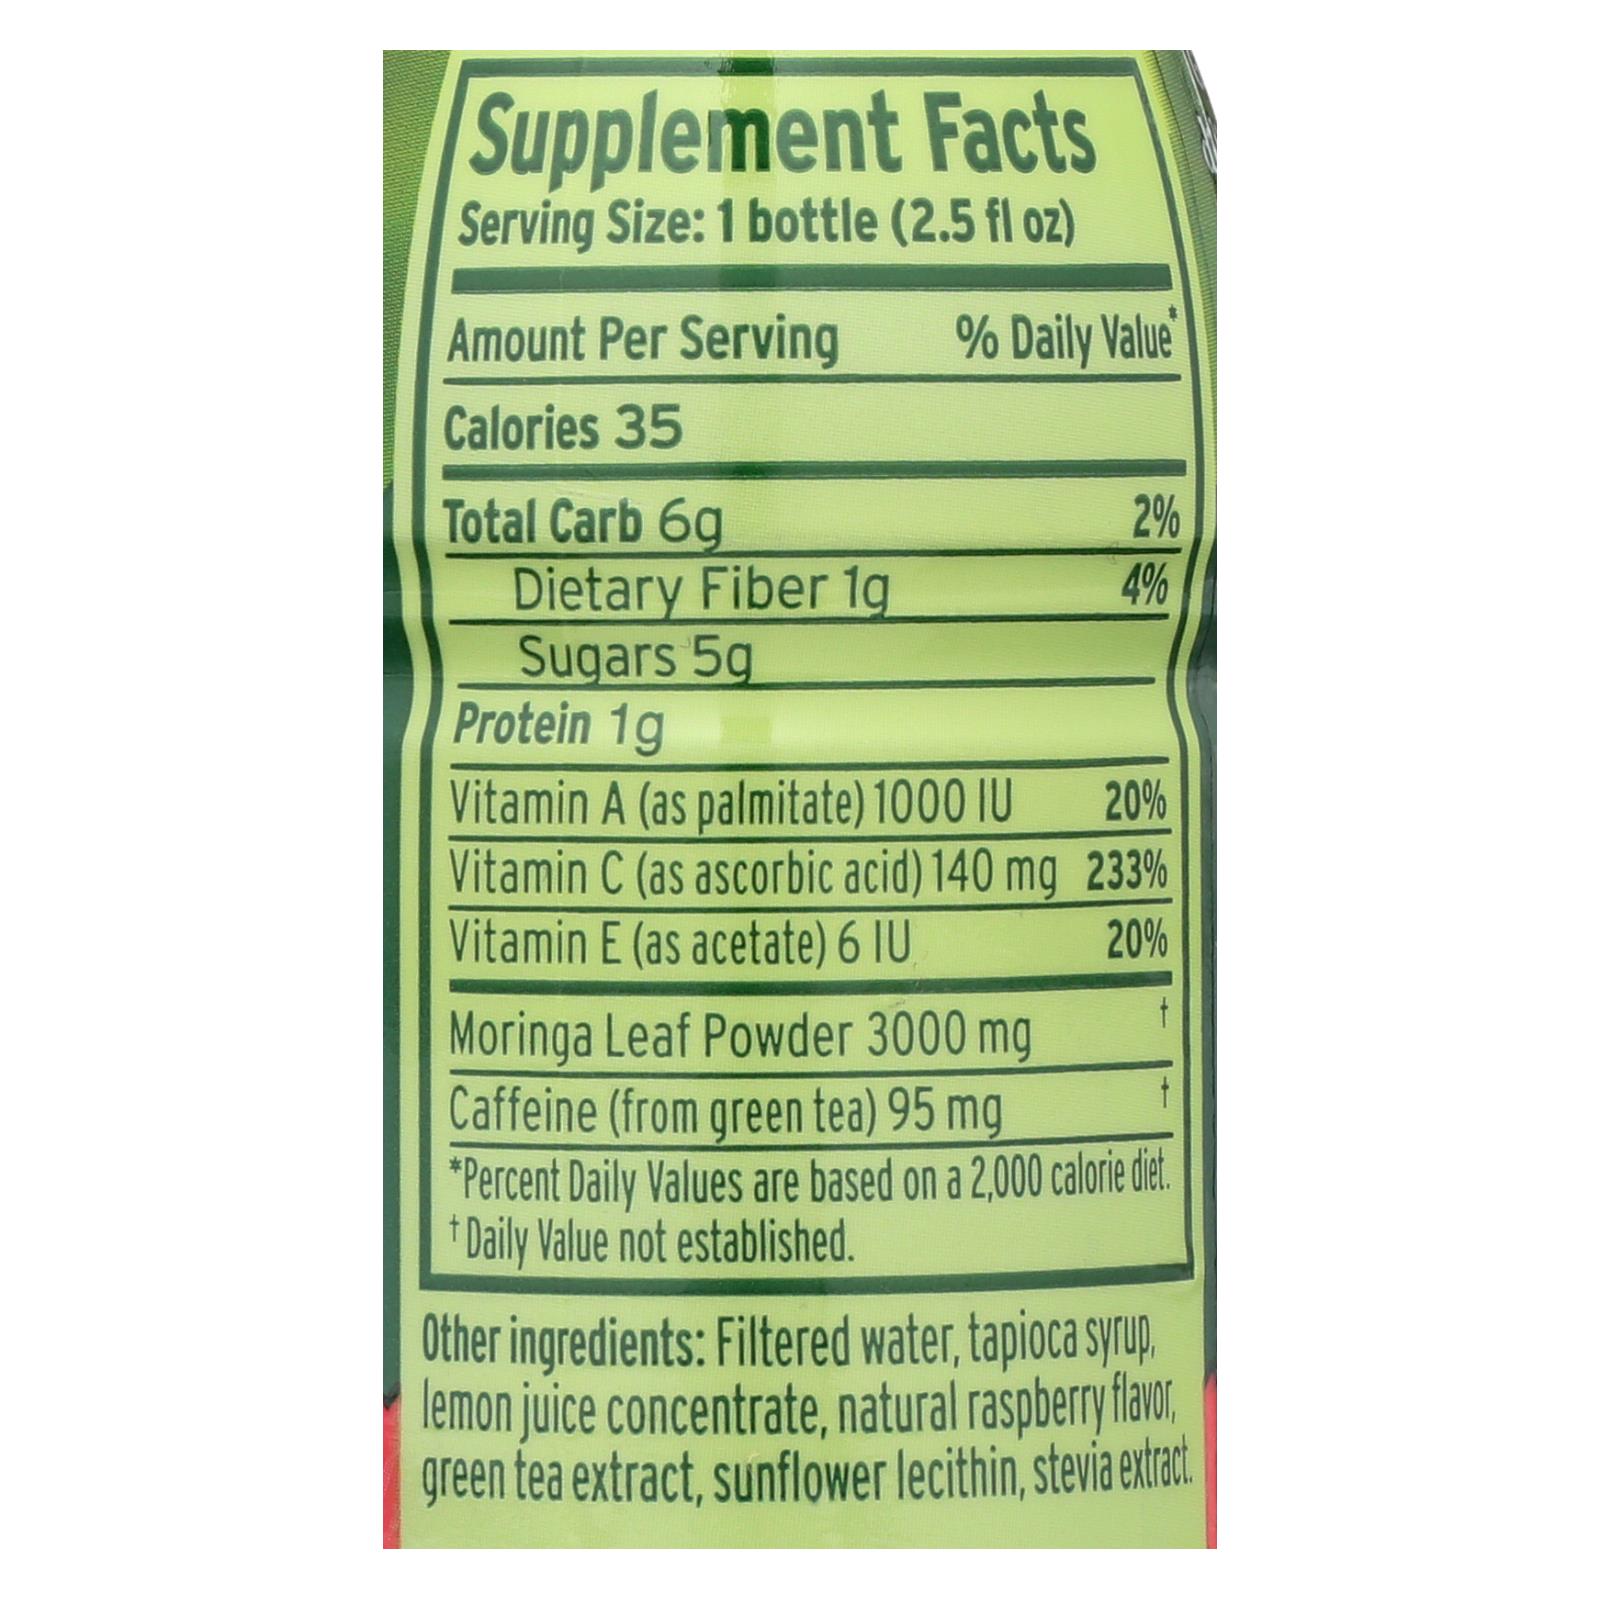 Supplement Facts
Serving Size: 1 bottle (2.5 fl oz)
Amount Per Serving % Daily Value*
Calories 35
Total Carb 6g 2%
Dietary Fiber 1g 4%
Sugars 5g
Protein 1g
Vitamin A (as palmitate) 1000 IU 20%
Vitamin C (as ascorbic acid) 140 mg 233%
Vitamin E (as acetate) 6 IU 20%
Moringa Leaf Powder 3000 mg †
Caffeine (from green tea) 95 mg †
*Percent Daily Values are based on a 2,000 calorie diet.
† Daily Value not established.
Other ingredients: Filtered water, tapioca syrup,
lemon juice concentrate, natural raspberry flavor,
green tea extract, sunflower lecithin, stevia extract.